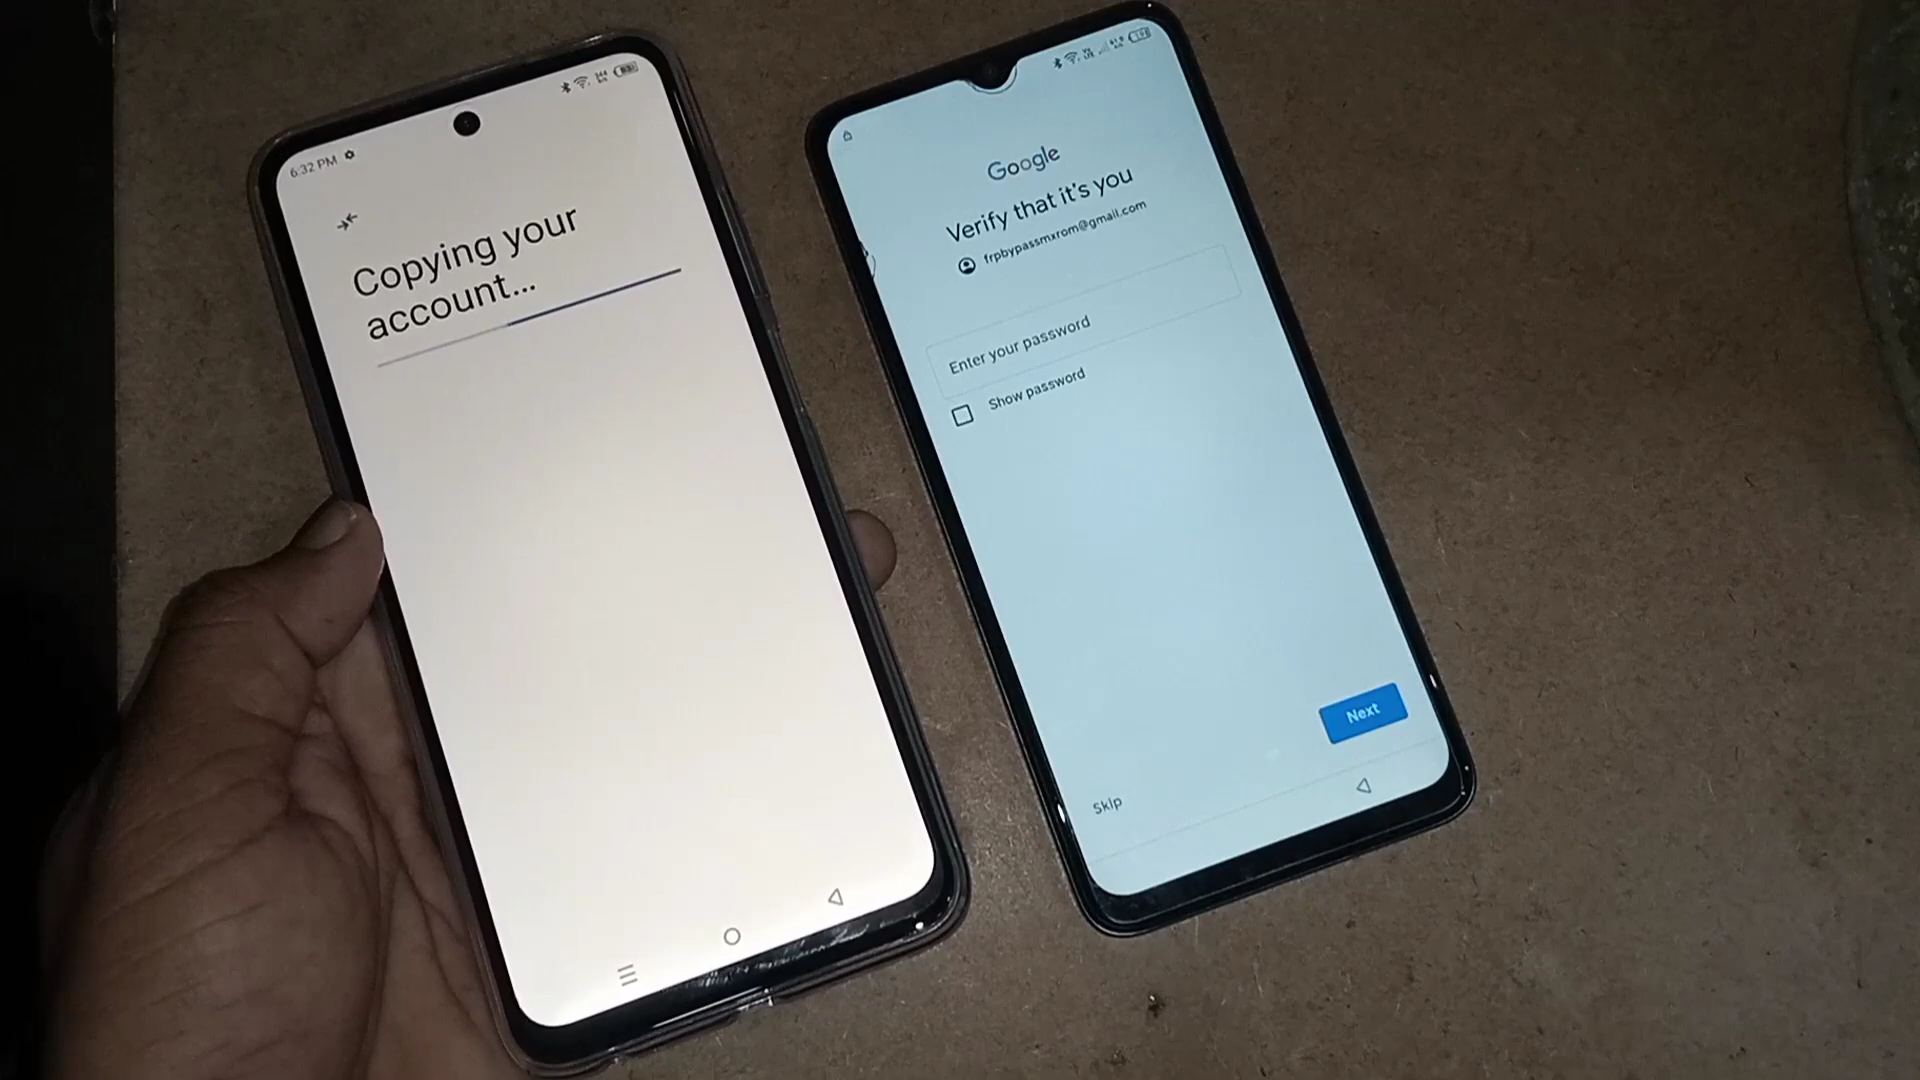 6:32 PM
Copying your
account...
Google
Verify that it's you
frpbypassmxrom@gmail.com
Enter your password
Show password
Next
Skip